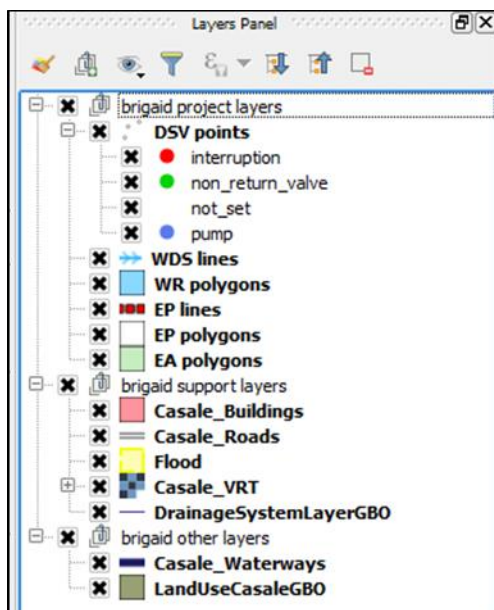 Layers Panel
brigaid project layers
DSV points
interruption
non_return_valve
not_set
pump
WDS lines
WR polygons
EP lines
EP polygons
EA polygons
brigaid support layers
Casale_Buildings
Casale_Roads
Flood
Casale_VRT
DrainageSystemLayerGBO
brigaid other layers
Casale_Waterways
LandUseCasaleGBO